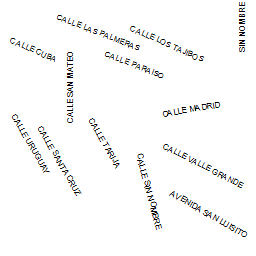 CALLE LAS PALMERAS
CALLE LOS TAJIBOS
SIN NOMBRE
CALLE CUBA
CALLE PARAÍSO
CALLE SAN MATEO
CALLE MADRID
CALLE URUGUAY
CALLE SANTA CRUZ
CALLE TARIJA
CALLE SIN NOMBRE
CALLE VALLE GRANDE
AVENIDA SAN LUISITO